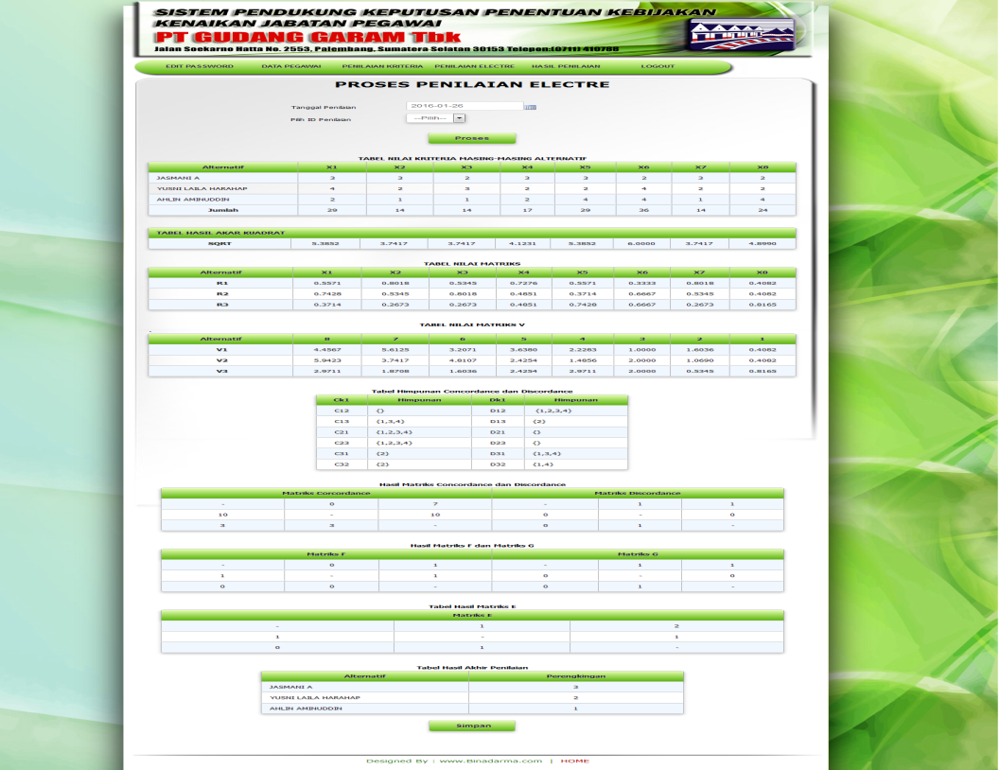 SISTEM PENDUKUNG KEPUTUSAN PENENTUAN KEBIJAKAN
KENAIKAN JABATAN PEGAWAI
PT GUDANG GARAM Tbk
Jalan Soekarno Hatta No. 2553, Palembang, Sumatera Selatan 30153 Telepon:(0711) 410788
EDIT PASSWORD DATA PEGAWAI PENILAIAN KRITERIA PENILAIAN ELECTRE HASIL PENILAIAN LOGOUT
PROSES PENILAIAN ELECTRE
Tanggal Penilaian 2016-01-26
Pilih ID Penilaian --Pilih--
Proses
TABEL NILAI KRITERIA MASING-MASING ALTERNATIF
Alternatif X1 X2 X3 X4 X5 X6 X7 X8
JASMANI A 3 3 2 3 3 2 3 2
YUSNI LAILA HARAHAP 4 2 3 2 2 4 2 2
AHLIN AMINUDDIN 2 1 1 2 4 4 1 4
Jumlah 29 14 14 17 29 36 14 24
TABEL HASIL AKAR KUADRAT
SQRT 5.3852 3.7417 3.7417 4.1231 5.3852 6.0000 3.7417 4.8990
TABEL NILAI MATRIKS
Alternatif X1 X2 X3 X4 X5 X6 X7 X8
R1 0.5571 0.8018 0.5345 0.7276 0.5571 0.3333 0.8018 0.4082
R2 0.7428 0.5345 0.8018 0.4851 0.3714 0.6667 0.5345 0.4082
R3 0.3714 0.2673 0.2673 0.4851 0.7428 0.6667 0.2673 0.8165
TABEL NILAI MATRIKS V
Alternatif 8 7 6 5 4 3 2 1
V1 4.4567 5.6125 3.2071 3.6380 2.2283 1.0000 1.6036 0.4082
V2 5.9423 3.7417 4.8107 2.4254 1.4856 2.0000 1.0690 0.4082
V3 2.9711 1.8708 1.6036 2.4254 2.9711 2.0000 0.5345 0.8165
Tabel Himpunan Concordance dan Discordance
Ck1 Himpunan Dk1 Himpunan
C12 {} D12 {1,2,3,4}
C13 {1,3,4} D13 {2}
C21 {1,2,3,4} D21 {}
C23 {1,2,3,4} D23 {}
C31 {2} D31 {1,3,4}
C32 {2} D32 {1,4}
Hasil Matriks Concordance dan Discordance
Matriks Corcordance Matriks Discordance
- 0 7 - 1 1
10 - 10 0 - 0
3 3 - 0 1 -
Hasil Matriks F dan Matriks G
Matriks F Matriks G
- 0 1 - 1 1
1 - 1 0 - 0
0 0 - 0 1 -
Tabel Hasil Matriks E
Matriks E
- 1 2
1 - 1
0 1 -
Tabel Hasil Akhir Penilaian
Alternatif Perengkingan
JASMANI A 3
YUSNI LAILA HARAHAP 2
AHLIN AMINUDDIN 1
Simpan
Designed By : www.Binadarma.com | HOME